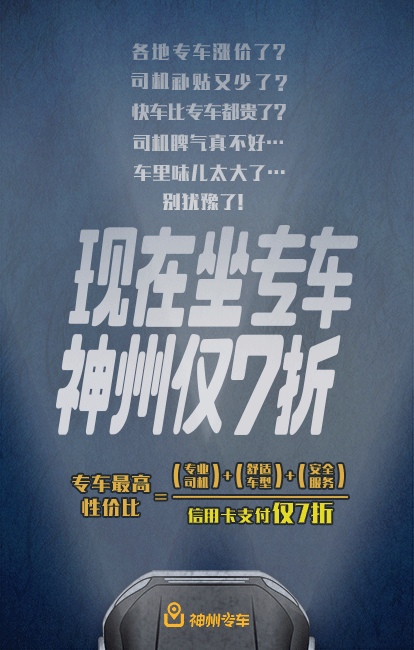 各地专车涨价了？
司机补贴又少了？
快车比专车都贵了？
司机脾气真不好…
车里味儿太大了…
别犹豫了！
现在坐专车
神州仅7折
专车最高性价比=(专业司机)+(舒适车型)+(安全服务)
信用卡支付仅7折
神州专车